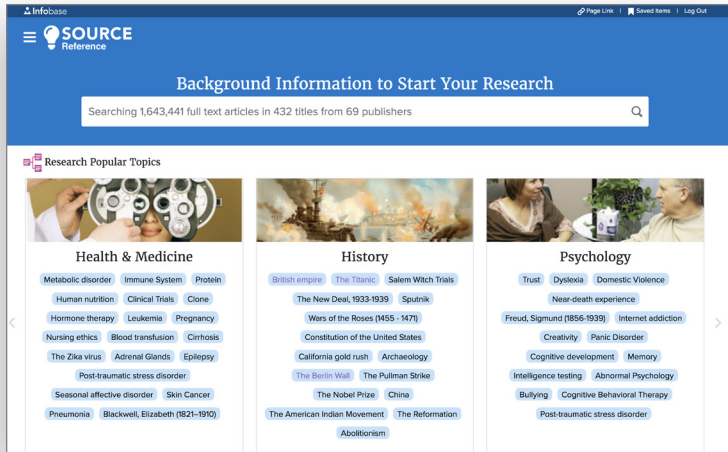 Infobase
Page Link | Saved Items | Log Out
SOURCE
Reference
Background Information to Start Your Research
Searching 1,643,441 full text articles in 432 titles from 69 publishers
Research Popular Topics
Health & Medicine
Metabolic disorder Immune System Protein
Human nutrition Clinical Trials Clone
Hormone therapy Leukemia Pregnancy
Nursing ethics Blood transfusion Cirrhosis
The Zika virus Adrenal Glands Epilepsy
Post-traumatic stress disorder
Seasonal affective disorder Skin Cancer
Pneumonia Blackwell, Elizabeth (1821–1910)
History
British empire The Titanic Salem Witch Trials
The New Deal, 1933-1939 Sputnik
Wars of the Roses (1455 - 1471)
Constitution of the United States
California gold rush Archaeology
The Berlin Wall The Pullman Strike
The Nobel Prize China
The American Indian Movement The Reformation
Abolitionism
Psychology
Trust Dyslexia Domestic Violence
Near-death experience
Freud, Sigmund (1856-1939) Internet addiction
Creativity Panic Disorder
Cognitive development Memory
Intelligence testing Abnormal Psychology
Bullying Cognitive Behavioral Therapy
Post-traumatic stress disorder